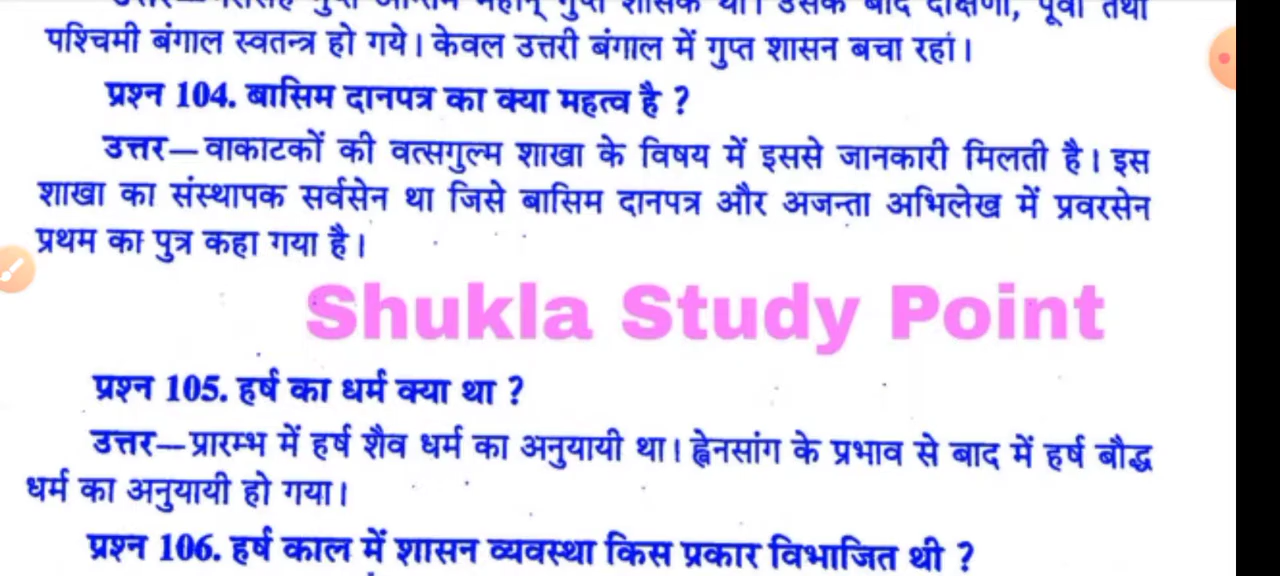 उसके बाद दक्षिणी, पूर्वी तथा
पश्चिमी बंगाल स्वतन्त्र हो गये। केवल उत्तरी बंगाल में गुप्त शासन बचा रहां।
प्रश्न 104. बासिम दानपत्र का क्या महत्व है ?
उत्तर—वाकाटकों की वत्सगुल्म शाखा के विषय में इससे जानकारी मिलती है। इस
शाखा का संस्थापक सर्वसेन था जिसे बासिम दानपत्र और अजन्ता अभिलेख में प्रवरसेन
प्रथम का पुत्र कहा गया है।
Shukla Study Point
प्रश्न 105. हर्ष का धर्म क्या था ?
उत्तर—प्रारम्भ में हर्ष शैव धर्म का अनुयायी था। ह्वेनसांग के प्रभाव से बाद में हर्ष बौद्ध
धर्म का अनुयायी हो गया।
प्रश्न 106. हर्ष काल में शासन व्यवस्था किस प्रकार विभाजित थी ?